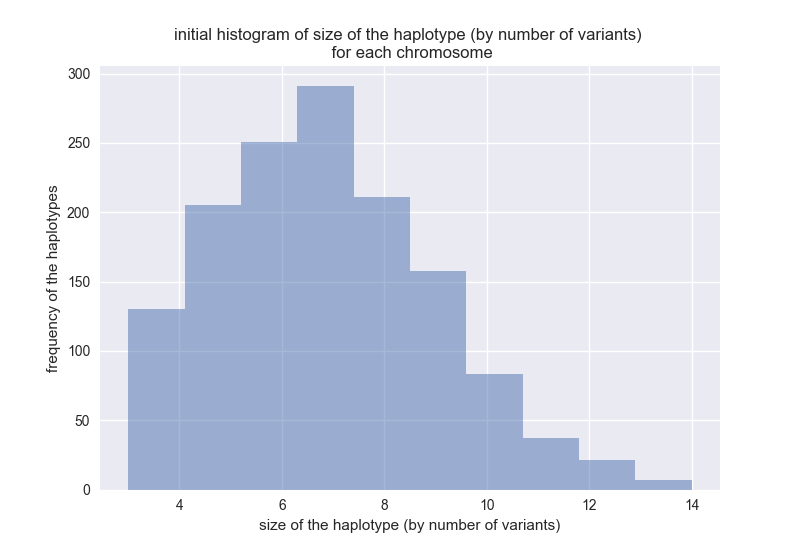 initial histogram of size of the haplotype (by number of variants)
for each chromosome
300
250
200
150
100
50
0
frequency of the haplotypes
4 6 8 10 12 14
size of the haplotype (by number of variants)